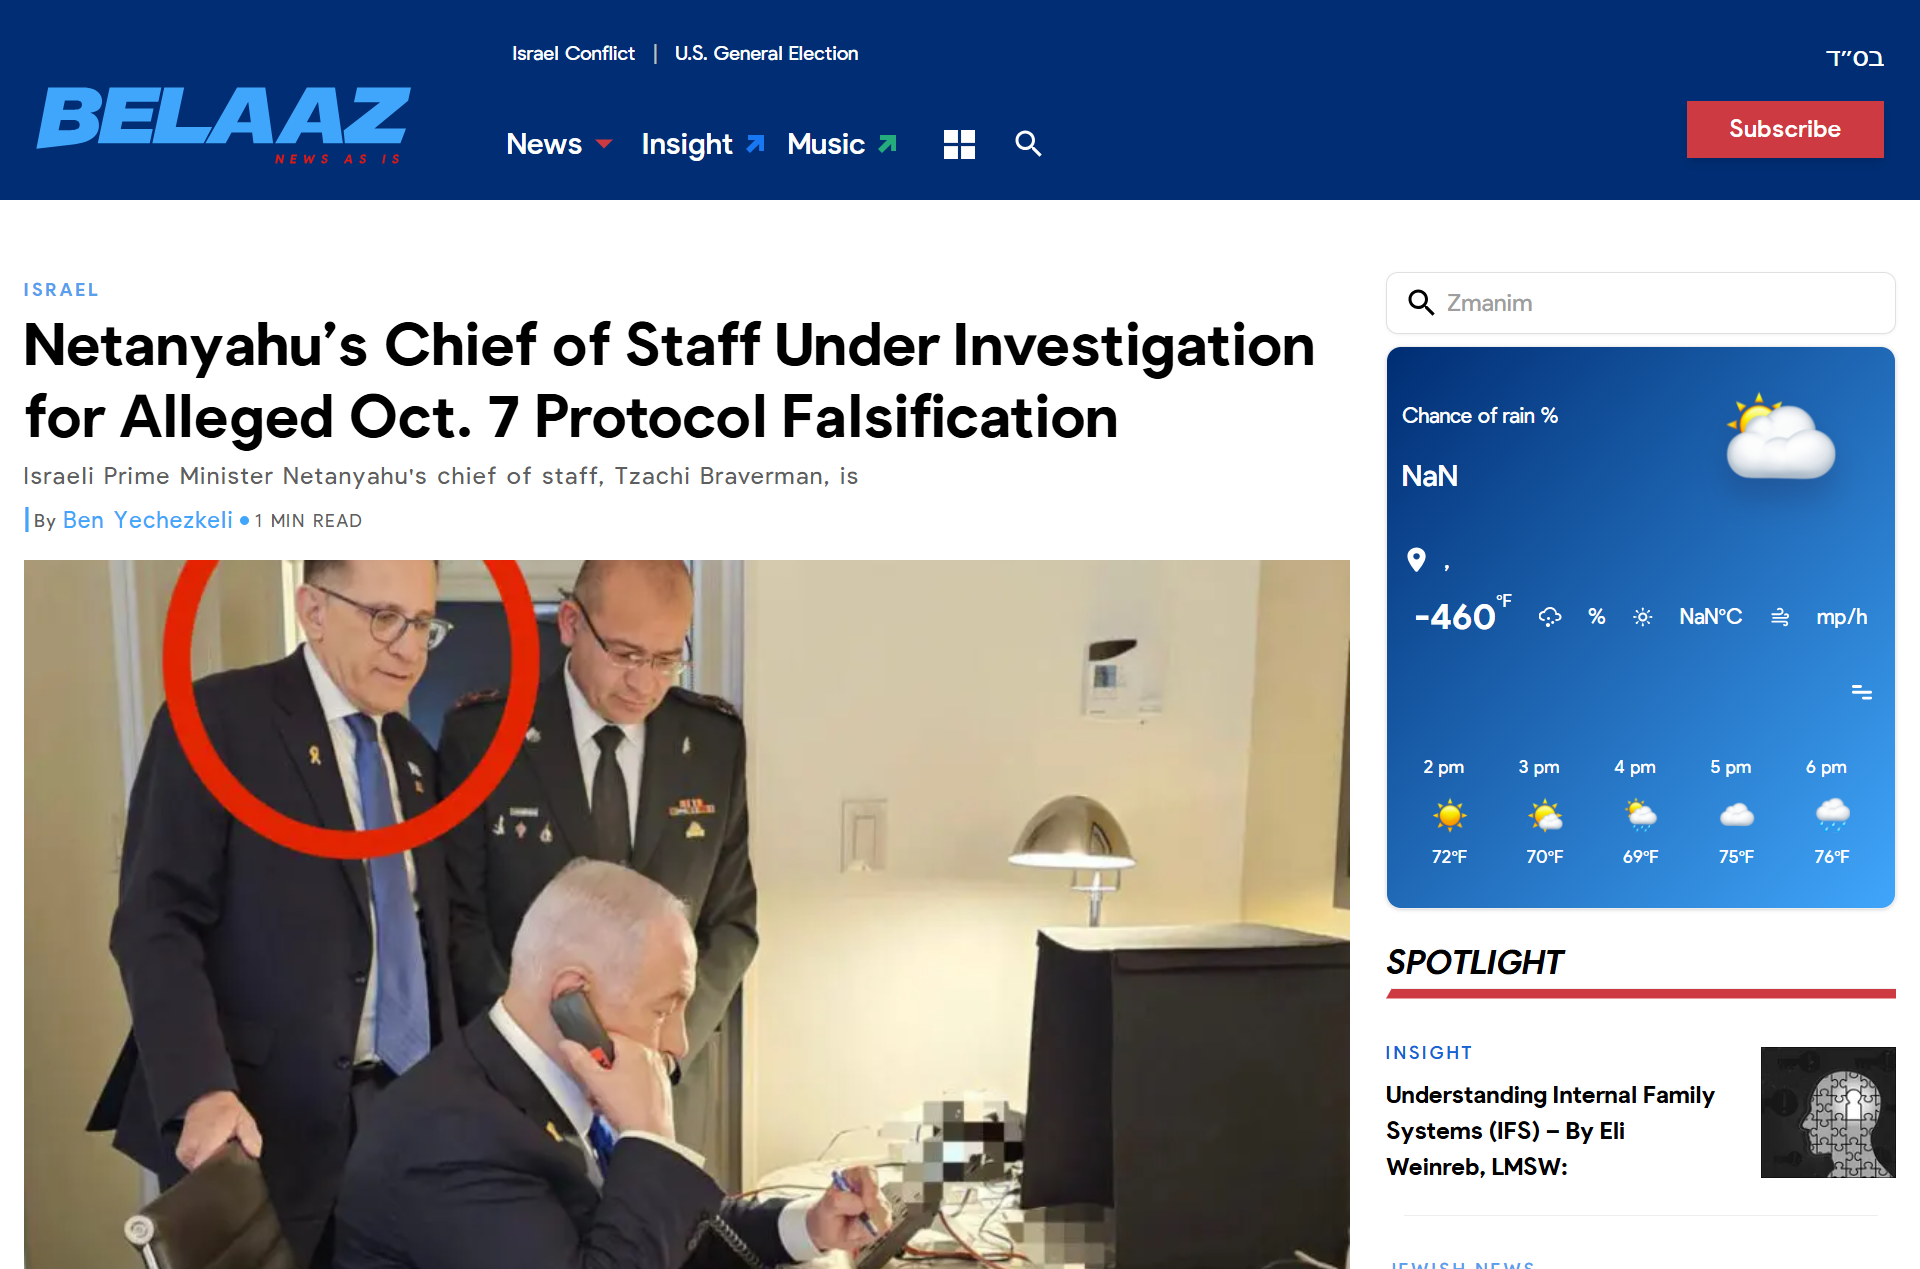 Israel Conflict | U.S. General Election
בס״ד
BELAAZ
NEWS AS IS
News
Insight
Music
Subscribe
ISRAEL
Netanyahu’s Chief of Staff Under Investigation
for Alleged Oct. 7 Protocol Falsification
Israeli Prime Minister Netanyahu's chief of staff, Tzachi Braverman, is
By Ben Yechezkeli • 1 MIN READ
Zmanim
Chance of rain %
NaN
,
-460°F % NaN°C mp/h
2 pm 3 pm 4 pm 5 pm 6 pm
72°F 70°F 69°F 75°F 76°F
SPOTLIGHT
INSIGHT
Understanding Internal Family
Systems (IFS) – By Eli
Weinreb, LMSW:
JEWISH NEWS